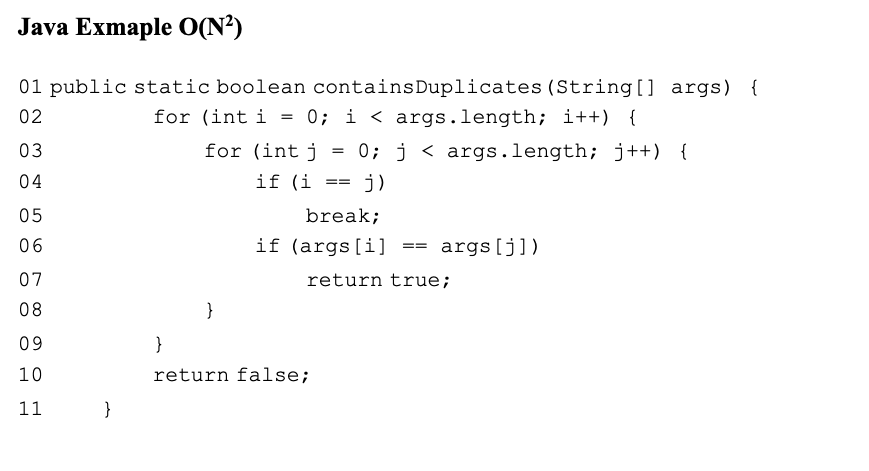 Java Exmaple O(N²)
01 public static boolean containsDuplicates(String[] args) {
02 for (int i = 0; i < args.length; i++) {
03 for (int j = 0; j < args.length; j++) {
04 if (i == j)
05 break;
06 if (args[i] == args[j])
07 return true;
08 }
09 }
10 return false;
11 }